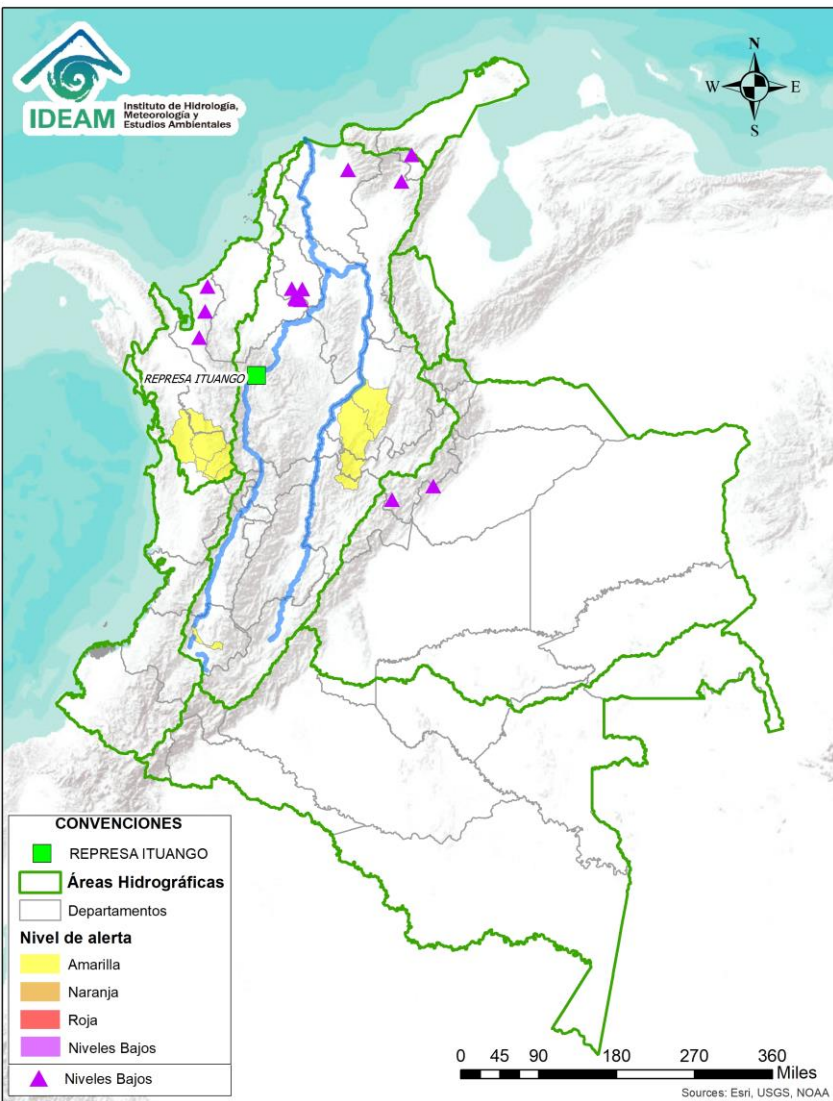 IDEAM
Instituto de Hidrología,
Meteorología y
Estudios Ambientales
N
W
E
S
REPRESA ITUANGO
CONVENCIONES
REPRESA ITUANGO
Áreas Hidrográficas
Departamentos
Nivel de alerta
Amarilla
Naranja
Roja
Niveles Bajos
Niveles Bajos
0 45 90 180 270 360
Miles
Sources: Esri, USGS, NOAA